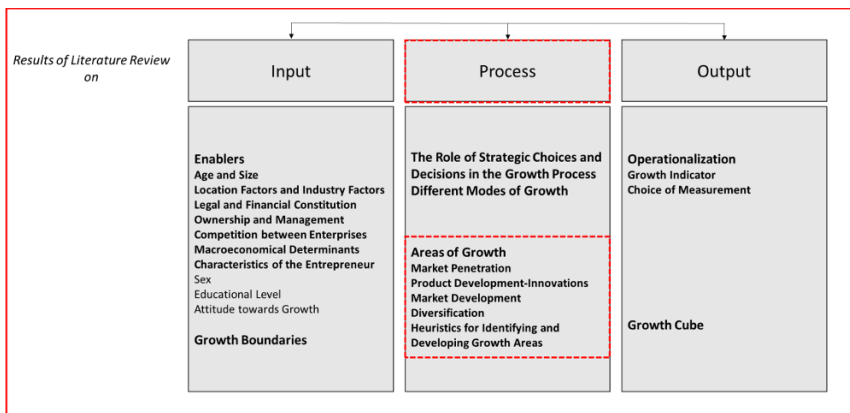 Results of Literature Review
on
Input
Process
Output
Enablers
Age and Size
Location Factors and Industry Factors
Legal and Financial Constitution
Ownership and Management
Competition between Enterprises
Macroeconomical Determinants
Characteristics of the Entrepreneur
Sex
Educational Level
Attitude towards Growth
Growth Boundaries
The Role of Strategic Choices and
Decisions in the Growth Process
Different Modes of Growth
Areas of Growth
Market Penetration
Product Development-Innovations
Market Development
Diversification
Heuristics for Identifying and
Developing Growth Areas
Operationalization
Growth Indicator
Choice of Measurement
Growth Cube